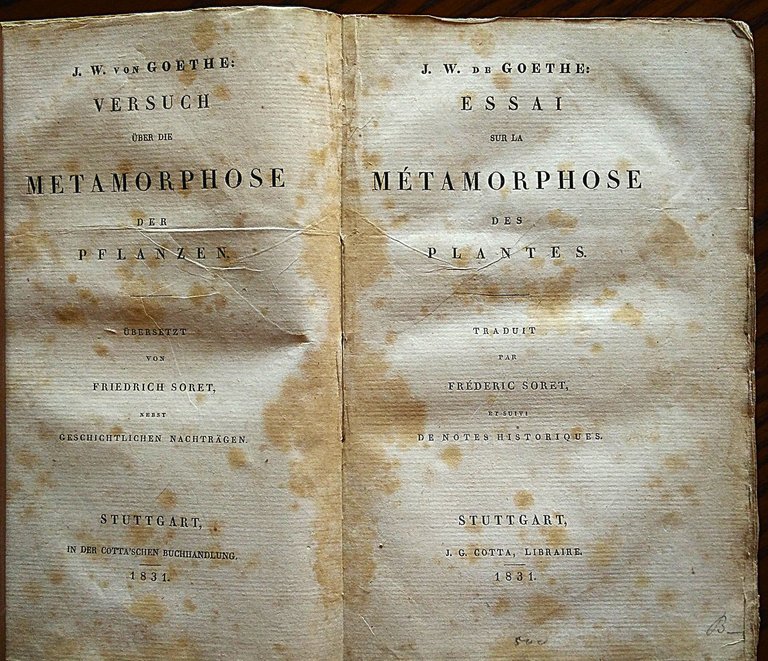 J. W. VON GOETHE:
VERSUCH
ÜBER DIE
METAMORPHOSE
DER
PFLANZEN.
ÜBERSETZT
VON
FRIEDRICH SORET,
NEBST
GESCHICHTLICHEN NACHTRÄGEN.
STUTTGART,
IN DER COTTA'SCHEN BUCHHANDLUNG.
1831.
J. W. DE GOETHE:
ESSAI
SUR LA
MÉTAMORPHOSE
DES
PLANTES.
TRADUIT
PAR
FRÉDERIC SORET,
ET SUIVI
DE NOTES HISTORIQUES.
STUTTGART,
J. G. COTTA, LIBRAIRE.
1831.